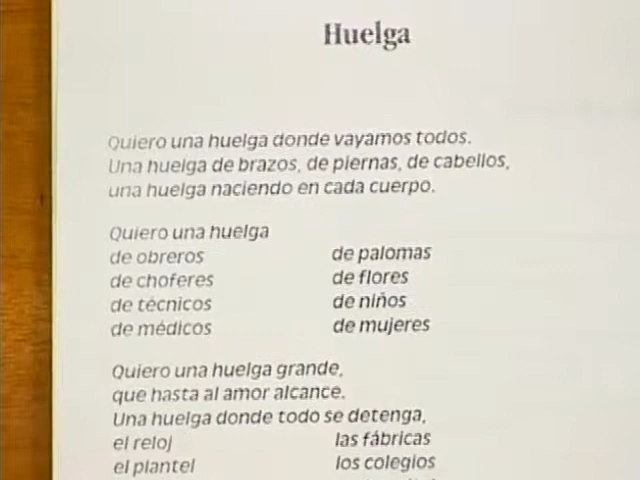 Huelga
Quiero una huelga donde vayamos todos.
Una huelga de brazos, de piernas, de cabellos,
una huelga naciendo en cada cuerpo.
Quiero una huelga
de obreros de palomas
de choferes de flores
de técnicos de niños
de médicos de mujeres
Quiero una huelga grande,
que hasta al amor alcance.
Una huelga donde todo se detenga,
el reloj las fábricas
el plantel los colegios